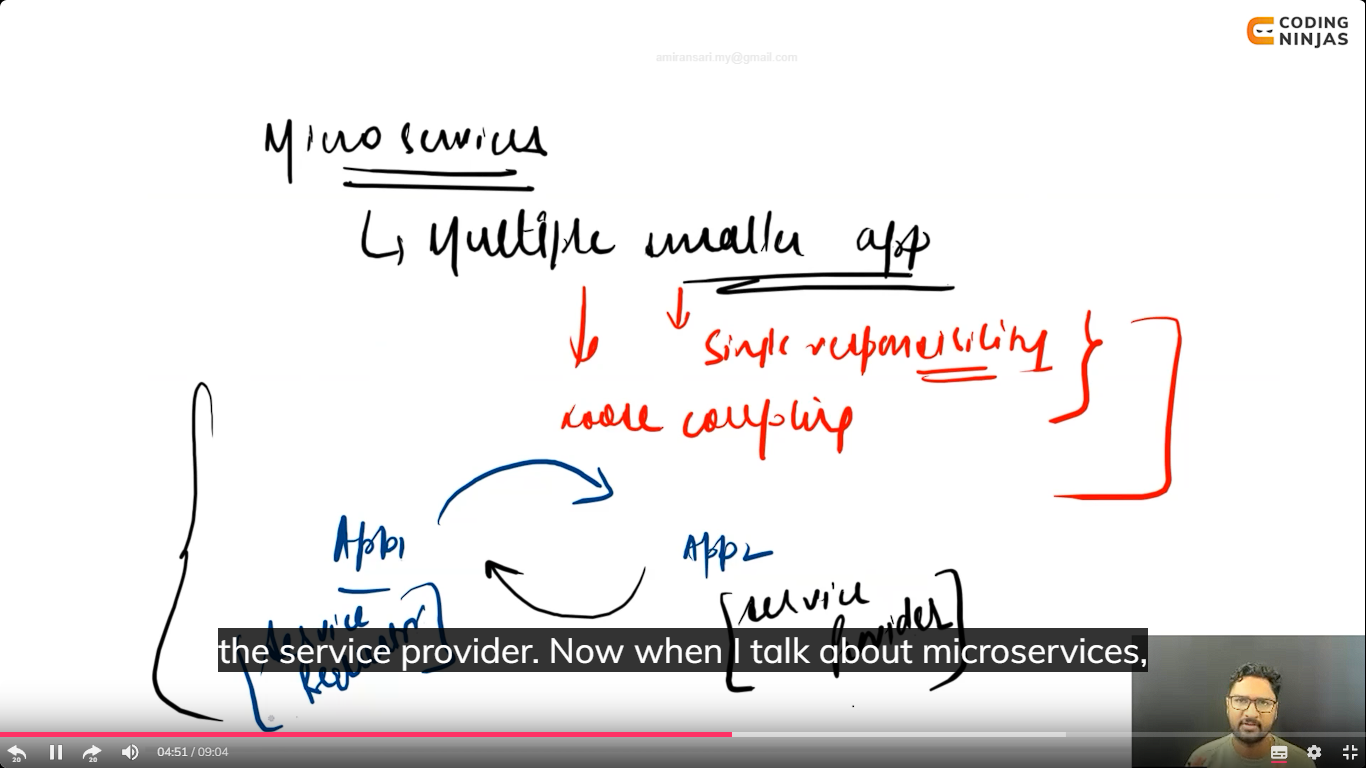 CODING
NINJAS
amiransari.my@gmail.com
Microservices
↳ Multiple smaller app
Single responsibility
loose coupling
App1
App2
[service
Requestor]
[service
Provider]
the service provider. Now when I talk about microservices,
20
20
04:51 / 09:04